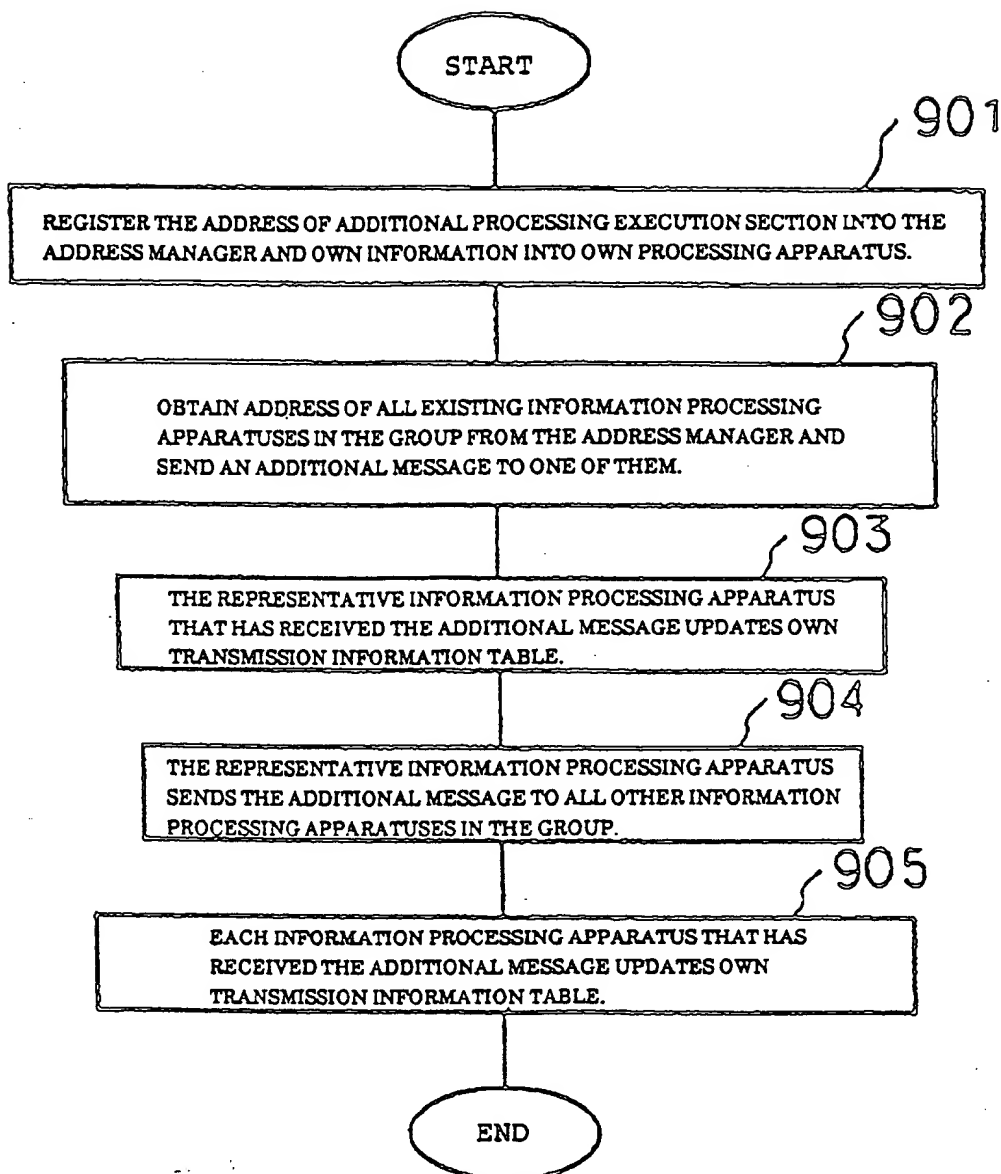 START
901
REGISTER THE ADDRESS OF ADDITIONAL PROCESSING EXECUTION SECTION INTO THE
ADDRESS MANAGER AND OWN INFORMATION INTO OWN PROCESSING APPARATUS.
902
OBTAIN ADDRESS OF ALL EXISTING INFORMATION PROCESSING
APPARATUSES IN THE GROUP FROM THE ADDRESS MANAGER AND
SEND AN ADDITIONAL MESSAGE TO ONE OF THEM.
903
THE REPRESENTATIVE INFORMATION PROCESSING APPARATUS
THAT HAS RECEIVED THE ADDITIONAL MESSAGE UPDATES OWN
TRANSMISSION INFORMATION TABLE.
904
THE REPRESENTATIVE INFORMATION PROCESSING APPARATUS
SENDS THE ADDITIONAL MESSAGE TO ALL OTHER INFORMATION
PROCESSING APPARATUSES IN THE GROUP.
905
EACH INFORMATION PROCESSING APPARATUS THAT HAS
RECEIVED THE ADDITIONAL MESSAGE UPDATES OWN
TRANSMISSION INFORMATION TABLE.
END